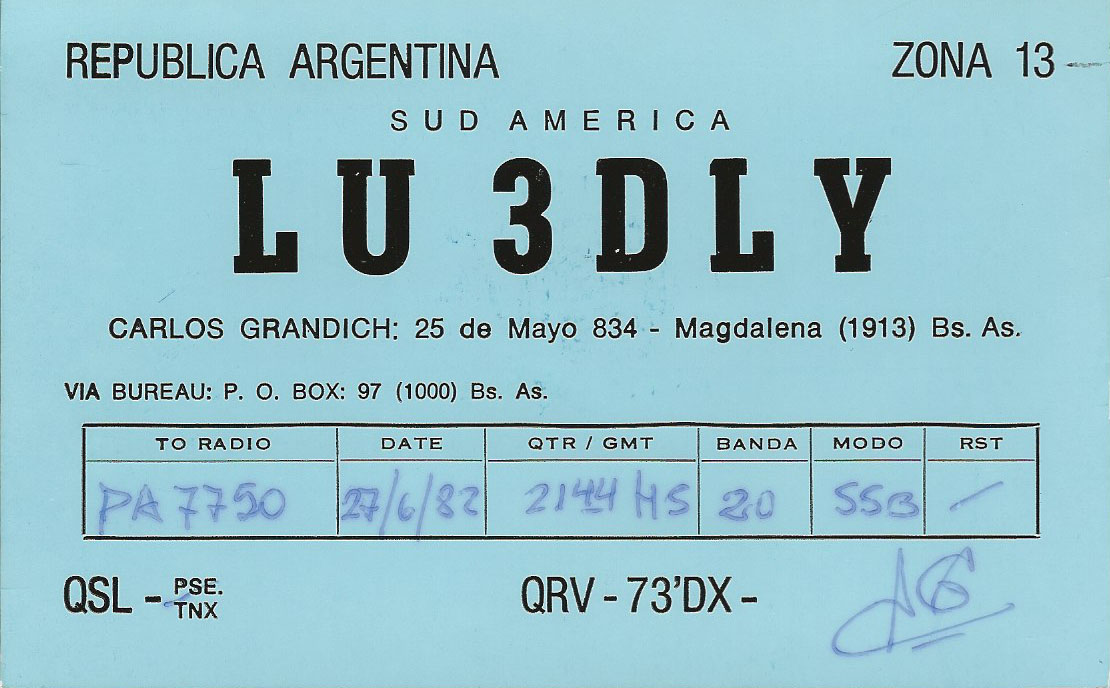 REPUBLICA ARGENTINA ZONA 13
SUD AMERICA
LU 3DLY
CARLOS GRANDICH: 25 de Mayo 834 - Magdalena (1913) Bs. As.
VIA BUREAU: P. O. BOX: 97 (1000) Bs. As.
TO RADIO DATE QTR / GMT BANDA MODO RST
PA 7750 27/6/82 2144 HS 20 SSB —
QSL - PSE.
TNX
QRV - 73'DX -